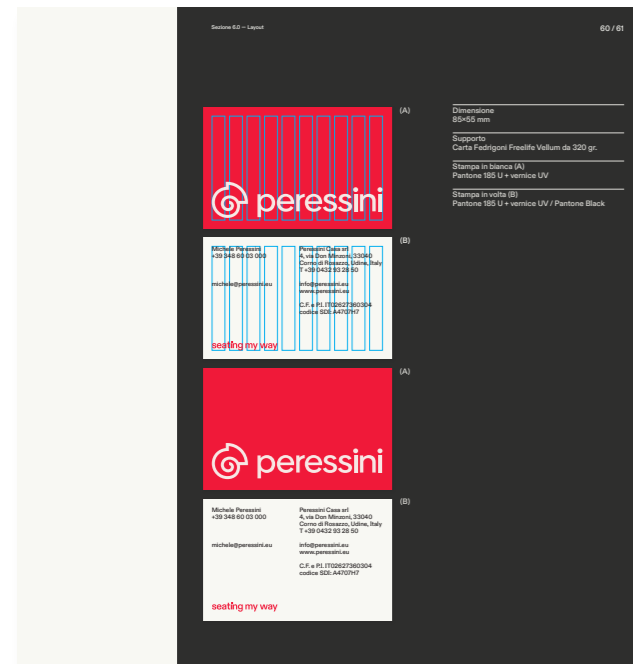 Sezione 6.0 — Layout
60 / 61
(A)
peressini
Dimensione
85×55 mm
Supporto
Carta Fedrigoni Freelife Vellum da 320 gr.
Stampa in bianca (A)
Pantone 185 U + vernice UV
Stampa in volta (B)
Pantone 185 U + vernice UV / Pantone Black
(B)
Michele Peressini
+39 348 60 03 000
michele@peressini.eu
Peressini Casa srl
4, via Don Minzoni, 33040
Corno di Rosazzo, Udine, Italy
T +39 0432 93 28 50
info@peressini.eu
www.peressini.eu
C.F. e P.I. IT02627360304
codice SDI: A4707H7
seating my way
(A)
peressini
(B)
Michele Peressini
+39 348 60 03 000
michele@peressini.eu
Peressini Casa srl
4, via Don Minzoni, 33040
Corno di Rosazzo, Udine, Italy
T +39 0432 93 28 50
info@peressini.eu
www.peressini.eu
C.F. e P.I. IT02627360304
codice SDI: A4707H7
seating my way